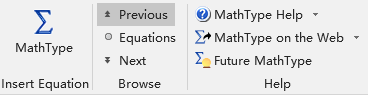 MathType
Insert Equation
Previous
Equations
Next
Browse
MathType Help
MathType on the Web
Future MathType
Help